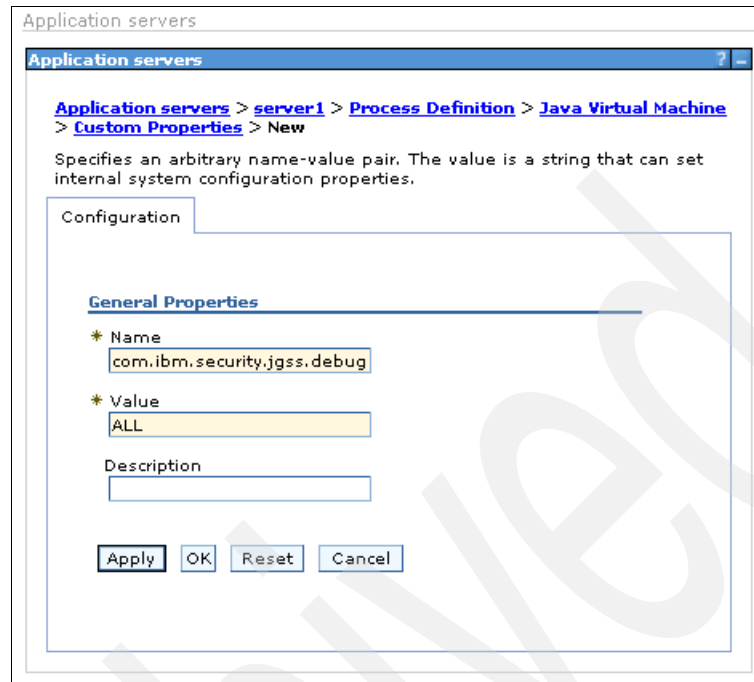 Application servers
Application servers ? –
Application servers > server1 > Process Definition > Java Virtual Machine
> Custom Properties > New
Specifies an arbitrary name-value pair. The value is a string that can set
internal system configuration properties.
Configuration
General Properties
* Name
com.ibm.security.jgss.debug
* Value
ALL
Description
Apply OK Reset Cancel